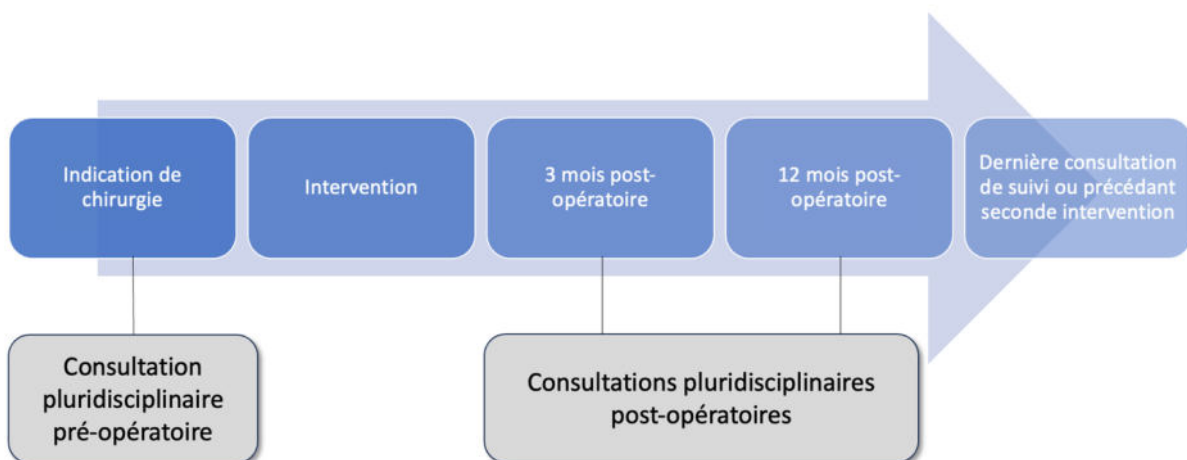 Indication de
chirurgie
Intervention
3 mois post-
opératoire
12 mois post-
opératoire
Dernière consultation
de suivi ou précédant
seconde intervention
Consultation
pluridisciplinaire
pré-opératoire
Consultations pluridisciplinaires
post-opératoires